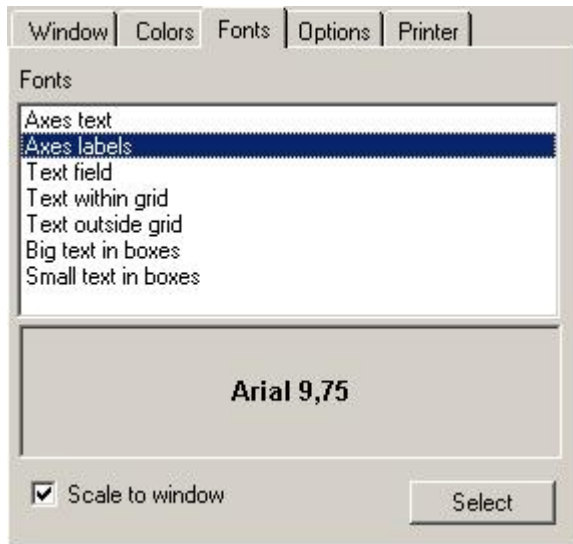 Window Colors Fonts Options Printer
Fonts
Axes text
Axes labels
Text field
Text within grid
Text outside grid
Big text in boxes
Small text in boxes
Arial 9,75
Scale to window
Select